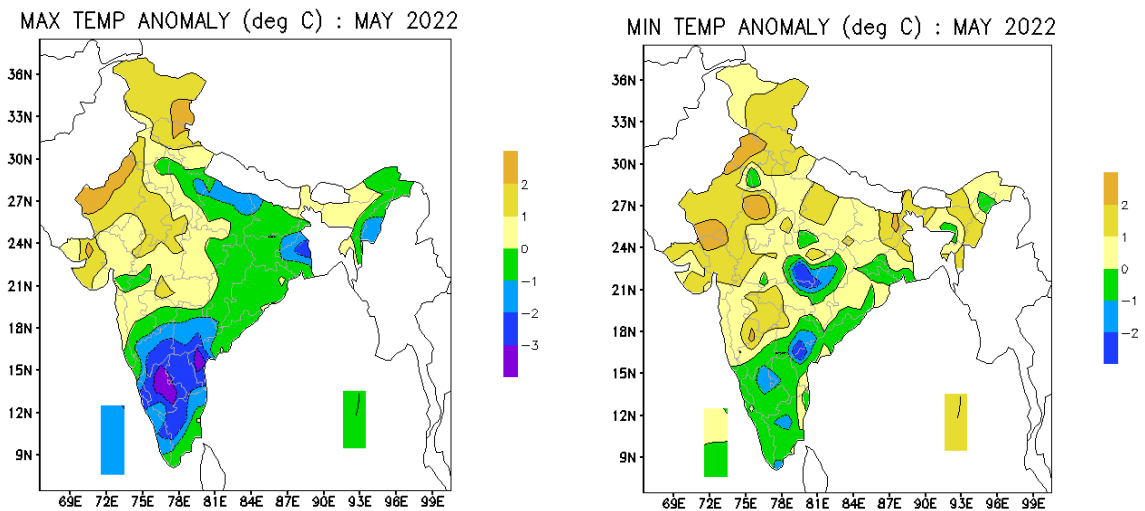 MAX TEMP ANOMALY (deg C) : MAY 2022
36N
33N
30N
27N
24N
21N
18N
15N
12N
9N
69E 72E 75E 78E 81E 84E 87E 90E 93E 96E 99E
2
1
0
-1
-2
-3
MIN TEMP ANOMALY (deg C) : MAY 2022
36N
33N
30N
27N
24N
21N
18N
15N
12N
9N
69E 72E 75E 78E 81E 84E 87E 90E 93E 96E 99E
2
1
0
-1
-2